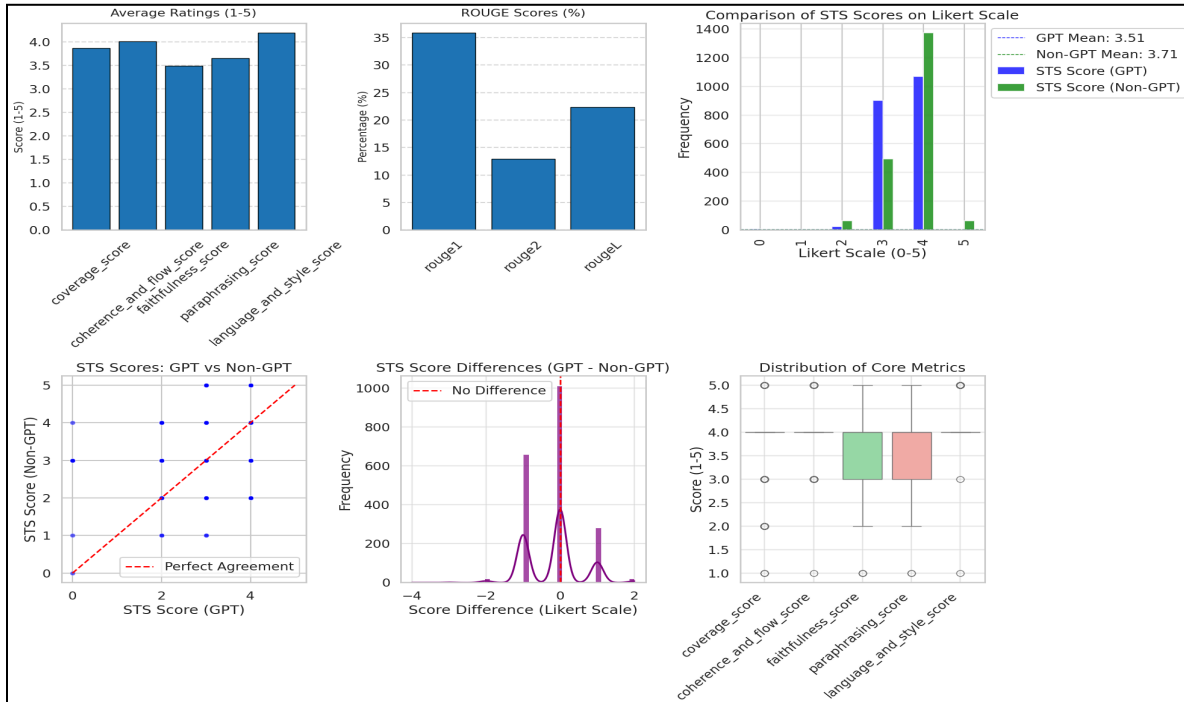 Average Ratings (1-5)
Score (1-5)
4.0
3.5
3.0
2.5
2.0
1.5
1.0
0.5
0.0
coverage_score
coherence_and_flow_score
faithfulness_score
paraphrasing_score
language_and_style_score
ROUGE Scores (%)
Percentage (%)
35
30
25
20
15
10
5
0
rouge1
rouge2
rougeL
Comparison of STS Scores on Likert Scale
Frequency
1400
1200
1000
800
600
400
200
0
0
1
2
3
4
5
Likert Scale (0-5)
GPT Mean: 3.51
Non-GPT Mean: 3.71
STS Score (GPT)
STS Score (Non-GPT)
STS Scores: GPT vs Non-GPT
STS Score (Non-GPT)
5
4
3
2
1
0
Perfect Agreement
0
2
4
STS Score (GPT)
STS Score Differences (GPT - Non-GPT)
No Difference
Frequency
1000
800
600
400
200
0
−4
−2
0
2
Score Difference (Likert Scale)
Distribution of Core Metrics
Score (1-5)
5.0
4.5
4.0
3.5
3.0
2.5
2.0
1.5
1.0
coverage_score
coherence_and_flow_score
faithfulness_score
paraphrasing_score
language_and_style_score